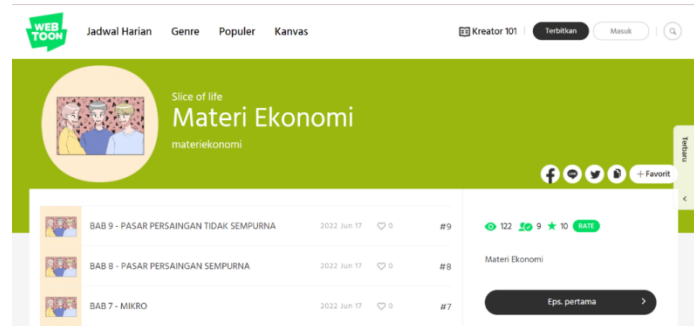 WEB
TOON
Jadwal Harian Genre Populer Kanvas
Kreator 101 Terbitkan Masuk
Slice of life
Materi Ekonomi
materiekonomi
Terbaru
+ Favorit
BAB 9 - PASAR PERSAINGAN TIDAK SEMPURNA 2022 Jun 17 0 #9
BAB 8 - PASAR PERSAINGAN SEMPURNA 2022 Jun 17 0 #8
BAB 7 - MIKRO 2022 Jun 17 0 #7
122 9 10 RATE
Materi Ekonomi
Eps. pertama